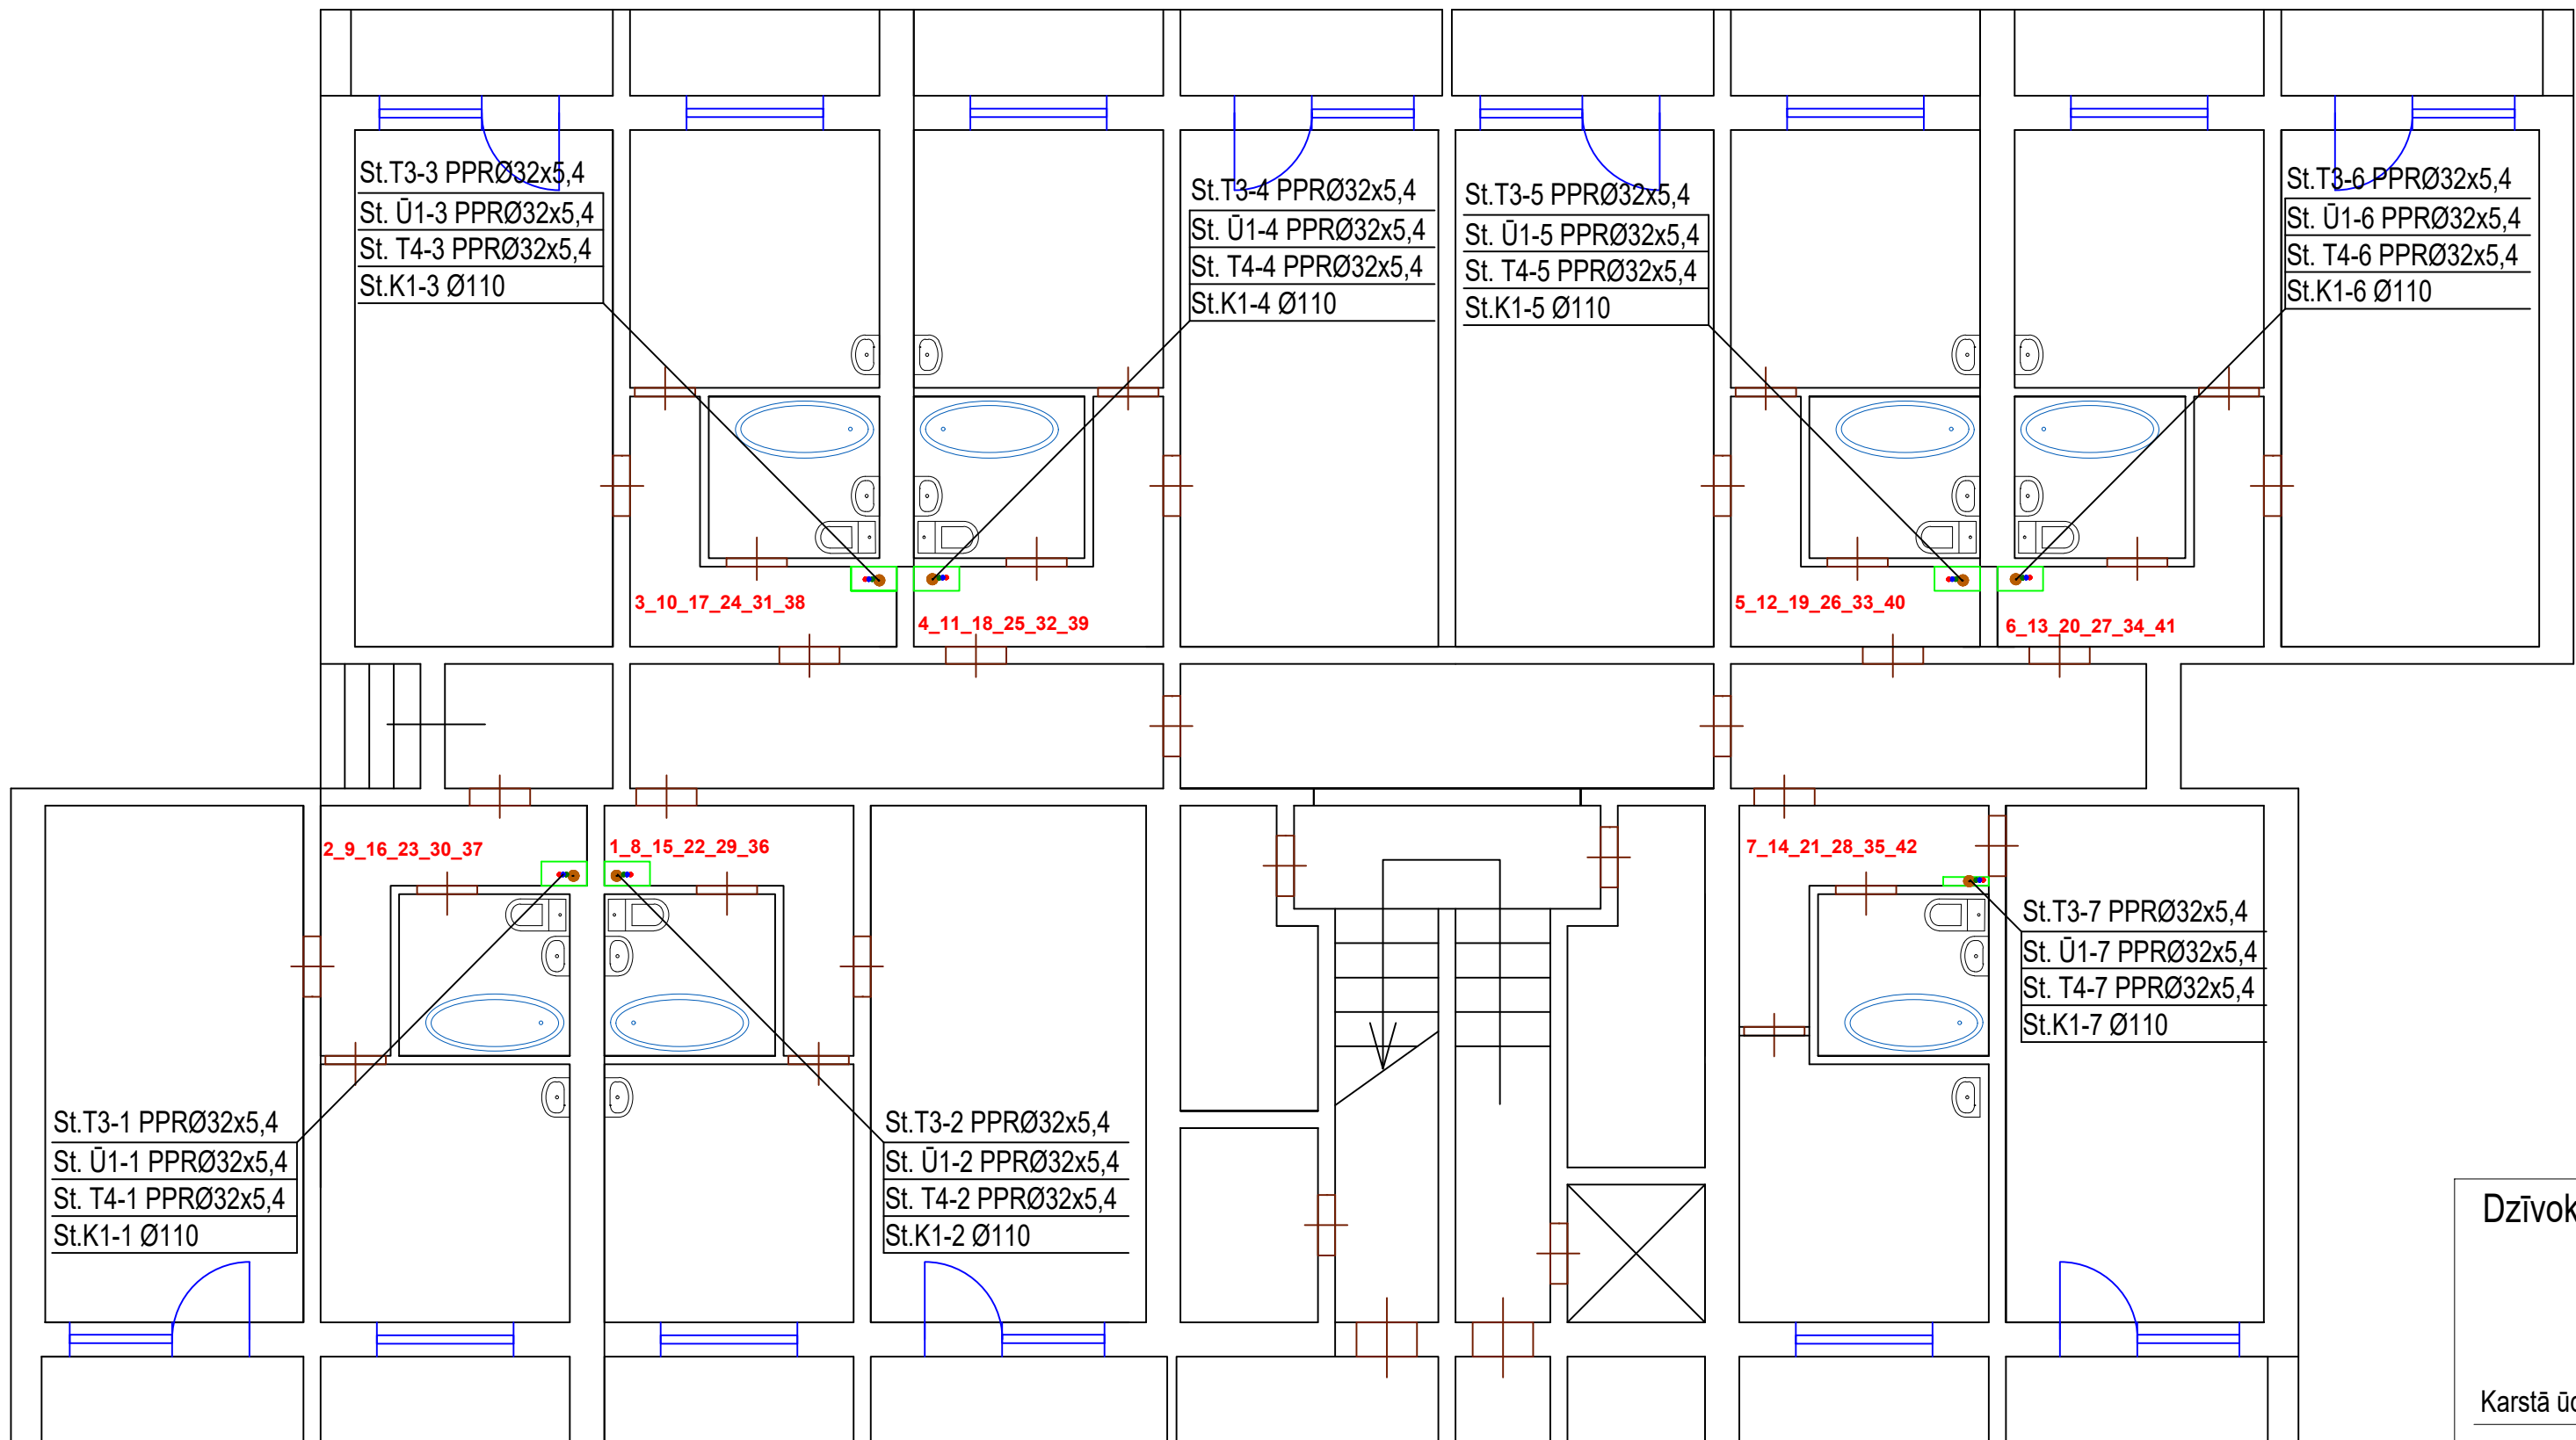 St.T3-3 PPRØ32x5,4
St. Ū1-3 PPRØ32x5,4
St. T4-3 PPRØ32x5,4
St.K1-3 Ø110
St.T3-4 PPRØ32x5,4
St. Ū1-4 PPRØ32x5,4
St. T4-4 PPRØ32x5,4
St.K1-4 Ø110
St.T3-5 PPRØ32x5,4
St. Ū1-5 PPRØ32x5,4
St. T4-5 PPRØ32x5,4
St.K1-5 Ø110
St.T3-6 PPRØ32x5,4
St. Ū1-6 PPRØ32x5,4
St. T4-6 PPRØ32x5,4
St.K1-6 Ø110
3_10_17_24_31_38
4_11_18_25_32_39
5_12_19_26_33_40
6_13_20_27_34_41
2_9_16_23_30_37
1_8_15_22_29_36
7_14_21_28_35_42
St.T3-7 PPRØ32x5,4
St. Ū1-7 PPRØ32x5,4
St. T4-7 PPRØ32x5,4
St.K1-7 Ø110
St.T3-1 PPRØ32x5,4
St. Ū1-1 PPRØ32x5,4
St. T4-1 PPRØ32x5,4
St.K1-1 Ø110
St.T3-2 PPRØ32x5,4
St. Ū1-2 PPRØ32x5,4
St. T4-2 PPRØ32x5,4
St.K1-2 Ø110
Karstā